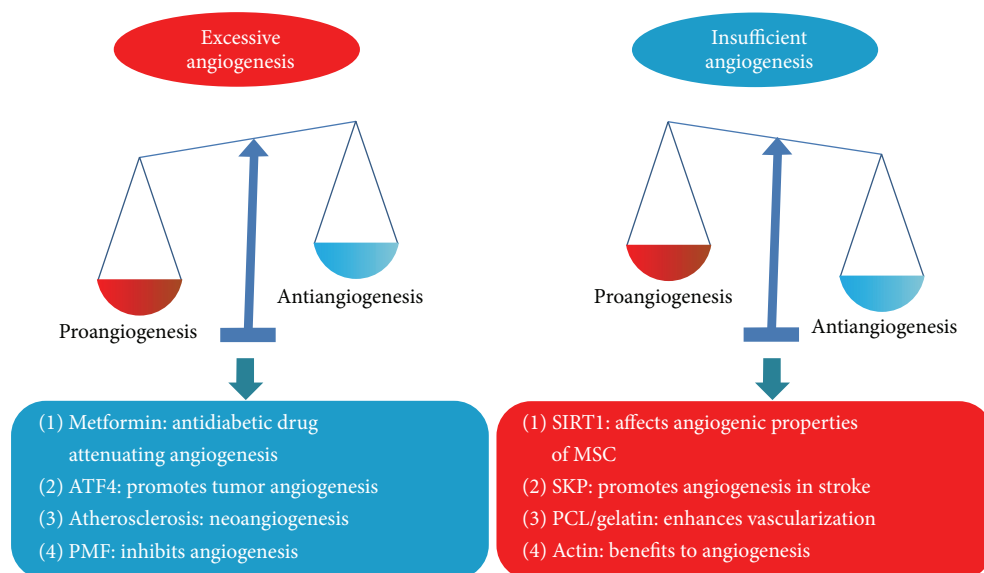 Excessive
angiogenesis
Proangiogenesis
Antiangiogenesis
(1) Metformin: antidiabetic drug
attenuating angiogenesis
(2) ATF4: promotes tumor angiogenesis
(3) Atherosclerosis: neoangiogenesis
(4) PMF: inhibits angiogenesis
Insufficient
angiogenesis
Proangiogenesis
Antiangiogenesis
(1) SIRT1: affects angiogenic properties
of MSC
(2) SKP: promotes angiogenesis in stroke
(3) PCL/gelatin: enhances vascularization
(4) Actin: benefits to angiogenesis